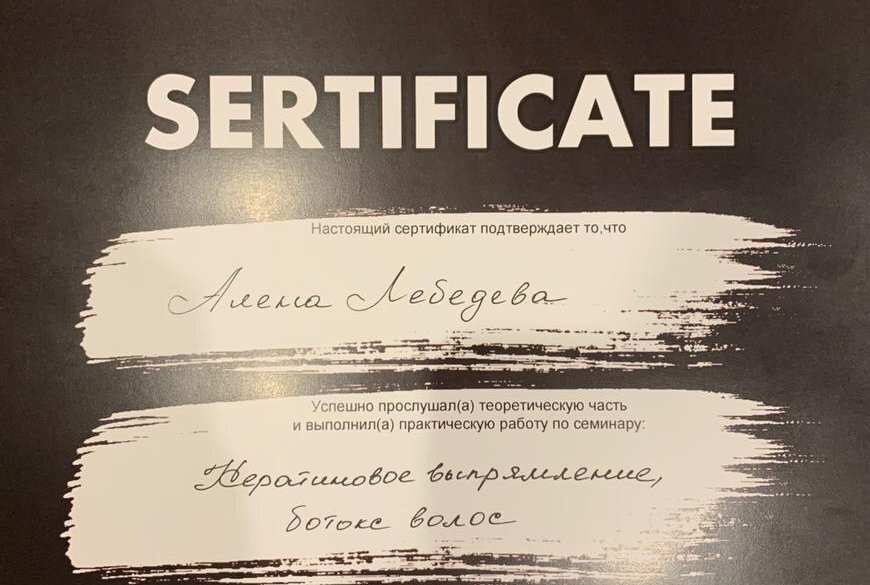 SERTIFICATE
Настоящий сертификат подтверждает то,что
Алена Лебедева
Успешно прослушал(а) теоретическую часть
и выполнил(а) практическую работу по семинару:
Кератиновое выпрямление,
ботокс волос